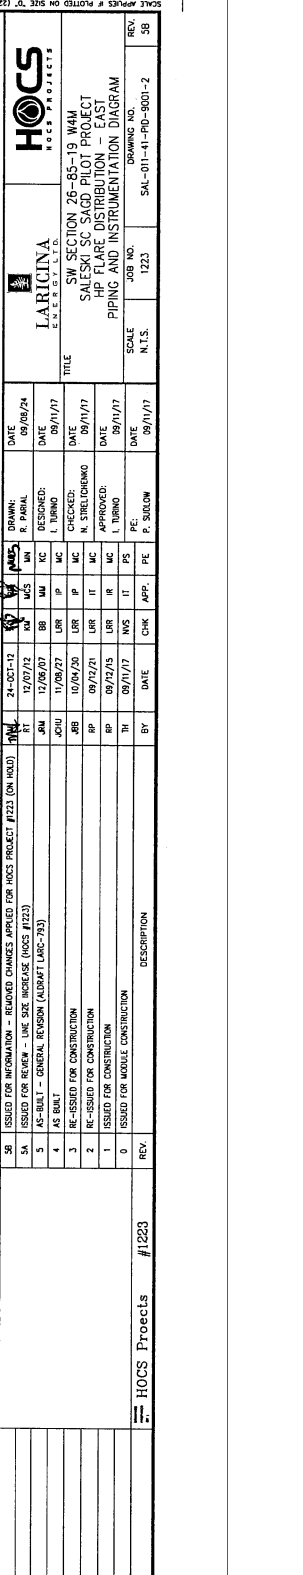 5B ISSUED FOR INFORMATION - REMOVED CHANGES APPLIED FOR HOCS PROJECT #1223 (ON HOLD) 24-OCT-12
5A ISSUED FOR REVIEW - LINE SIZE INCREASE (HOCS #1223) RT 12/07/12 KM MCS MN
5 AS-BUILT - GENERAL REVISION (ALDRAFT LARC-793) JRM 12/06/07 BB MM KC
4 AS BUILT JCHU 11/08/27 LRR IP MC
3 RE-ISSUED FOR CONSTRUCTION JBB 10/04/30 LRR IP MC
2 RE-ISSUED FOR CONSTRUCTION RP 09/12/21 LRR IT MC
1 ISSUED FOR CONSTRUCTION RP 09/12/15 LRR IR MC
0 ISSUED FOR MODULE CONSTRUCTION TH 09/11/17 NVS IT PS
REV. DESCRIPTION BY DATE CHK APP. PE
HOCS Proects #1223
DRAWN: DATE
R. PARIAL 09/08/24
DESIGNED: DATE
I. TURINO 09/11/17
CHECKED: DATE
N. STRELTCHENKO 09/11/17
APPROVED: DATE
I. TURINO 09/11/17
PE: DATE
P. SUDLOW 09/11/17
LARICINA
ENERGY LTD.
HOCS
HOCS PROJECTS
TITLE
SW SECTION 26-85-19 W4M
SALESKI SC SAGD PILOT PROJECT
HP FLARE DISTRIBUTION - EAST
PIPING AND INSTRUMENTATION DIAGRAM
SCALE JOB NO. DRAWING NO. REV.
N.T.S. 1223 SAL-011-41-PID-9001-2 5B
SCALE APPLIES IF PLOTTED ON SIZE "D" (22